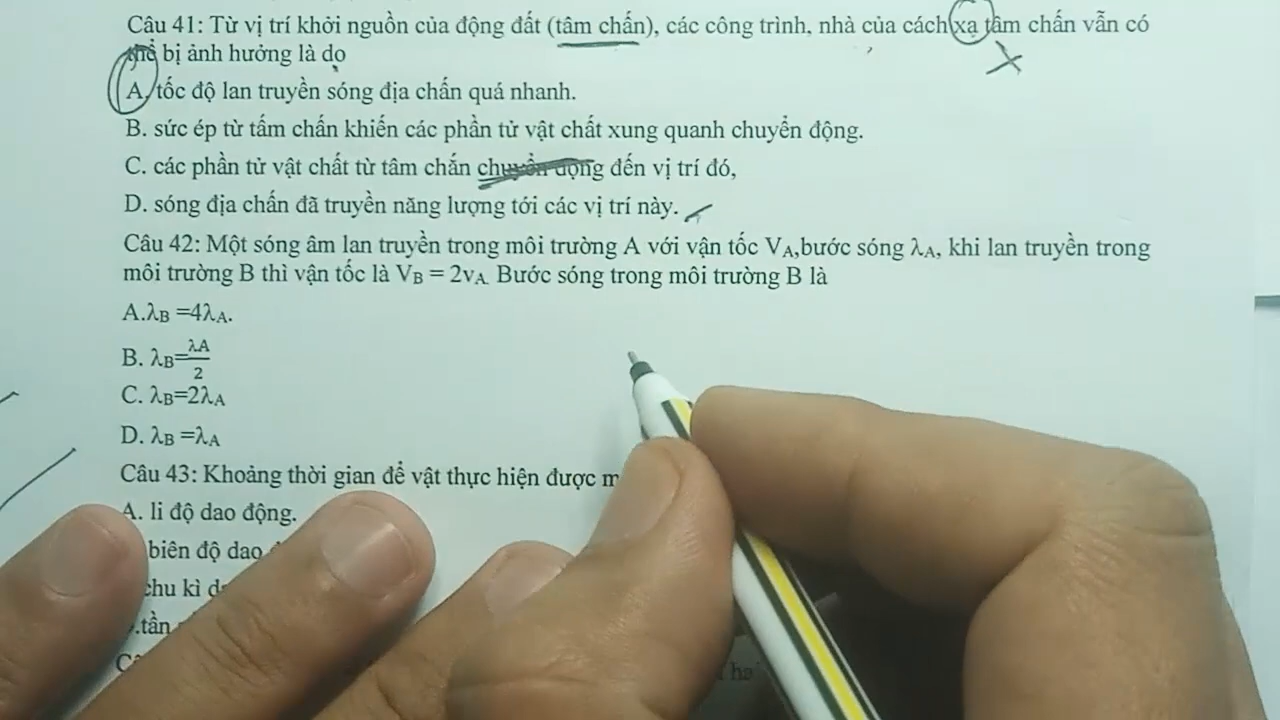 Câu 41: Từ vị trí khởi nguồn của động đất (tâm chấn), các công trình, nhà của cách xạ tâm chấn vẫn có
thể bị ảnh hưởng là do
A. tốc độ lan truyền sóng địa chấn quá nhanh.
B. sức ép từ tấm chấn khiến các phần tử vật chất xung quanh chuyển động.
C. các phần tử vật chất từ tâm chấn chuyển động đến vị trí đó,
D. sóng địa chấn đã truyền năng lượng tới các vị trí này.
Câu 42: Một sóng âm lan truyền trong môi trường A với vận tốc VA,bước sóng λA, khi lan truyền trong
môi trường B thì vận tốc là VB = 2vA. Bước sóng trong môi trường B là
A.λB =4λA.
B. λB=λA/2
C. λB=2λA
D. λB =λA
Câu 43: Khoảng thời gian để vật thực hiện được
A. li độ dao động.
biên độ dao
chu kì
.tần